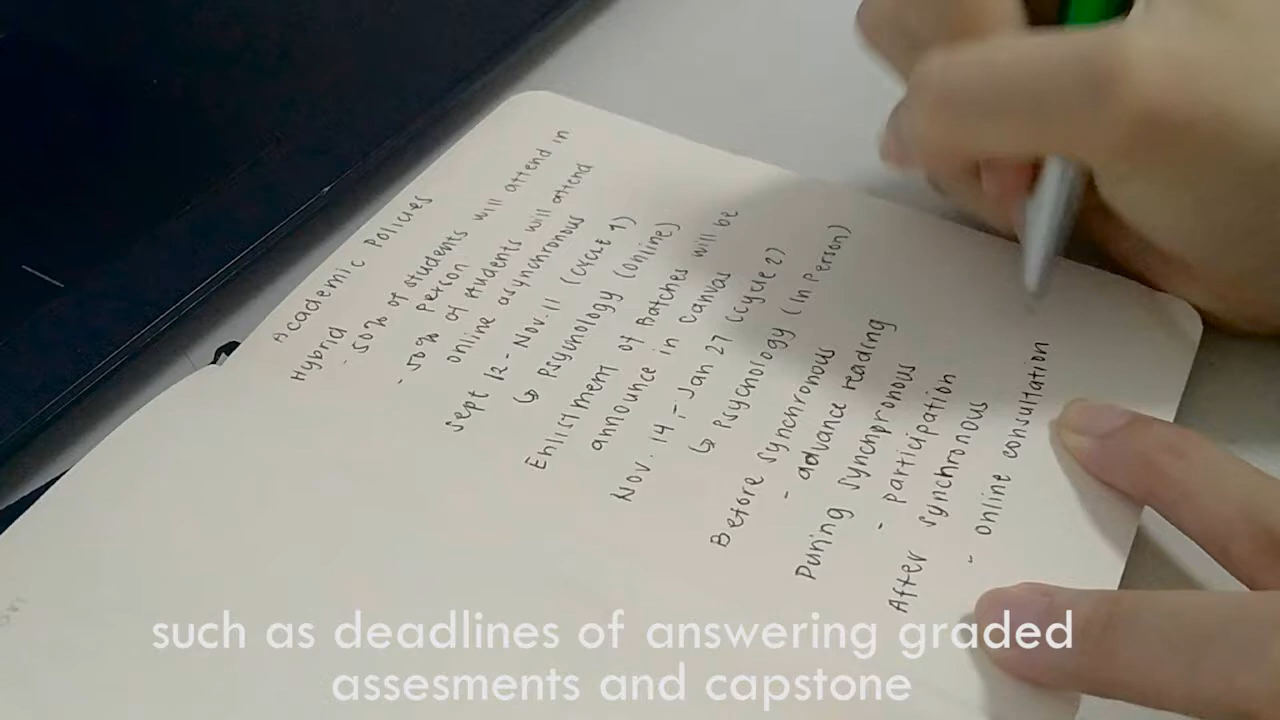 Academic Policies
Hybrid
- 50% of students will attend in
person
- 50% of students will attend
online asynchronous
Sept 12 - Nov. 11 (Cycle 1)
↳ Psychology (online)
Enlistment of Batches will be
announce in Canvas
Nov. 14 - Jan 27 (cycle 2)
↳ Psychology (In Person)
Before synchronous
- advance reading
During synchpronous
- Participation
After synchronous
- online consultation
such as deadlines of answering graded
assesments and capstone